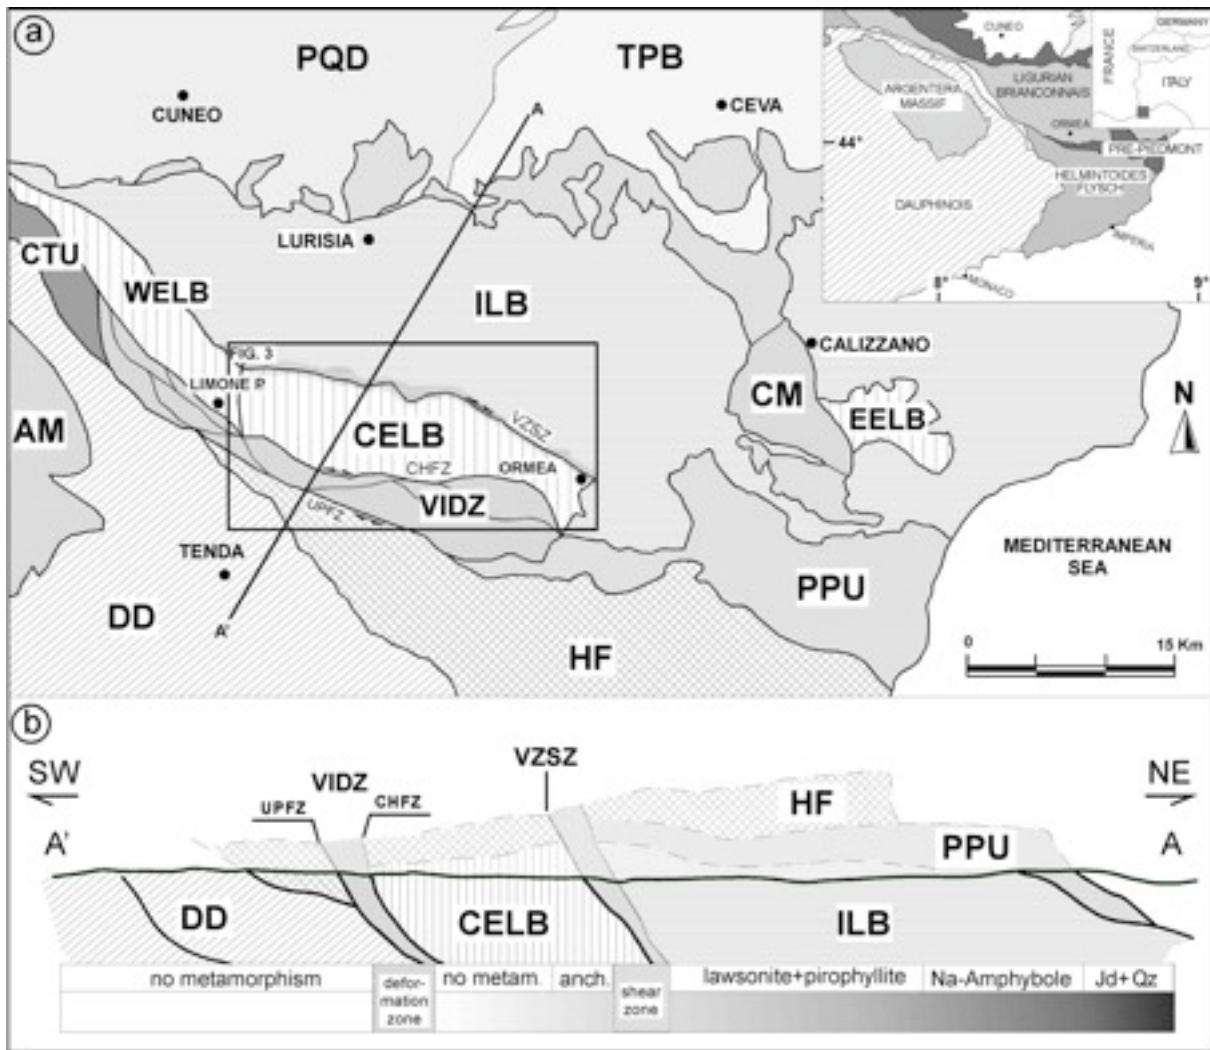 a
PQD
TPB
CUNEO
A
CEVA
CUNEO
LIGURIAN
BRIANCONNAIS
ARGENTERA
MASSIF
ORMEA
44°
PRE-PIEDMONT
HELMINTOIDES
FLYSCH
DAUPHINOIS
IMPERIA
MONACO
8°
9°
FRANCE
GERMANY
SWITZERLAND
ITALY
CTU
WELB
LURISIA
ILB
FIG. 3
LIMONE P.
CALIZZANO
CM
EELB
N
AM
CELB
VZSZ
CHFZ
ORMEA
VIDZ
UPFZ
TENDA
MEDITERRANEAN
SEA
PPU
DD
A'
HF
0
15 Km
b
SW
VIDZ
VZSZ
NE
UPFZ
CHFZ
HF
A'
PPU
A
DD
CELB
ILB
no metamorphism
defor-
mation
zone
no metam.
anch.
shear
zone
lawsonite+pirophyllite
Na-Amphybole
Jd+Qz